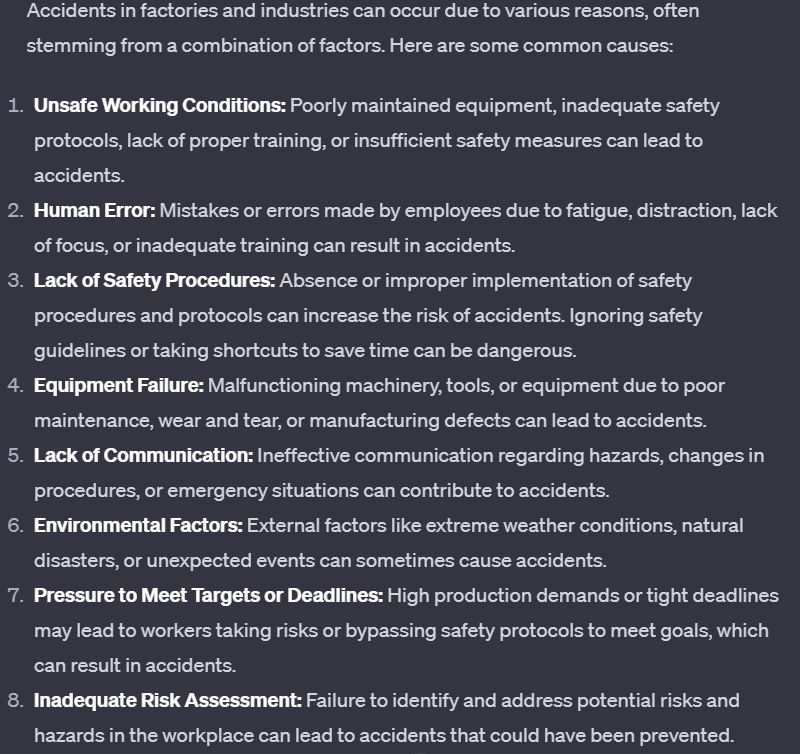 Accidents in factories and industries can occur due to various reasons, often
stemming from a combination of factors. Here are some common causes:
1. Unsafe Working Conditions: Poorly maintained equipment, inadequate safety
protocols, lack of proper training, or insufficient safety measures can lead to
accidents.
2. Human Error: Mistakes or errors made by employees due to fatigue, distraction, lack
of focus, or inadequate training can result in accidents.
3. Lack of Safety Procedures: Absence or improper implementation of safety
procedures and protocols can increase the risk of accidents. Ignoring safety
guidelines or taking shortcuts to save time can be dangerous.
4. Equipment Failure: Malfunctioning machinery, tools, or equipment due to poor
maintenance, wear and tear, or manufacturing defects can lead to accidents.
5. Lack of Communication: Ineffective communication regarding hazards, changes in
procedures, or emergency situations can contribute to accidents.
6. Environmental Factors: External factors like extreme weather conditions, natural
disasters, or unexpected events can sometimes cause accidents.
7. Pressure to Meet Targets or Deadlines: High production demands or tight deadlines
may lead to workers taking risks or bypassing safety protocols to meet goals, which
can result in accidents.
8. Inadequate Risk Assessment: Failure to identify and address potential risks and
hazards in the workplace can lead to accidents that could have been prevented.